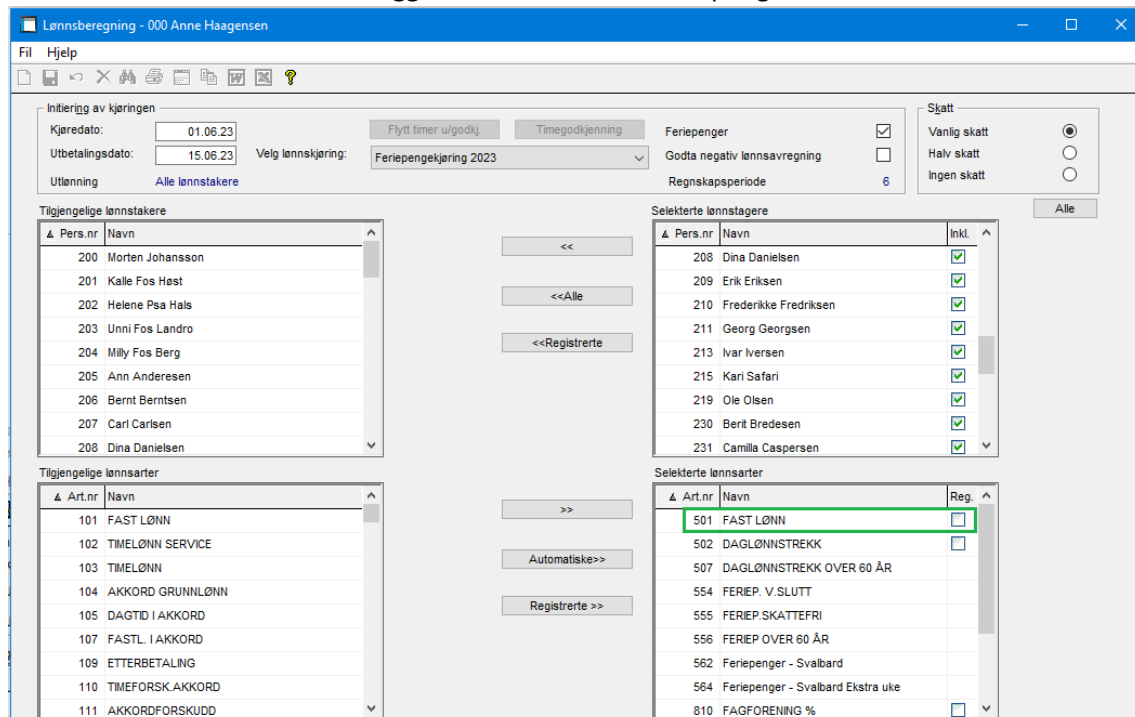 Lønnsberegning - 000 Anne Haagensen
Fil Hjelp
Initiering av kjøringen
Kjøredato: 01.06.23
Utbetalingsdato: 15.06.23 Velg lønnskjøring:
Utlønning Alle lønnstakere
Flytt timer u/godkj. Timegodkjenning
Feriepengekjøring 2023
Feriepenger
Godta negativ lønnsavregning
Regnskapsperiode 6
Skatt
Vanlig skatt
Halv skatt
Ingen skatt
Alle
Tilgjengelige lønnstakere
Pers.nr Navn
200 Morten Johansson
201 Kalle Fos Høst
202 Helene Psa Hals
203 Unni Fos Landro
204 Milly Fos Berg
205 Ann Anderesen
206 Bernt Berntsen
207 Carl Carlsen
208 Dina Danielsen
<<
<<Alle
<<Registrerte
Selekterte lønnstagere
Pers.nr Navn Inkl.
208 Dina Danielsen
209 Erik Eriksen
210 Frederikke Fredriksen
211 Georg Georgsen
213 Ivar Iversen
215 Kari Safari
219 Ole Olsen
230 Berit Bredesen
231 Camilla Caspersen
Tilgjengelige lønnsarter
Art.nr Navn
101 FAST LØNN
102 TIMELØNN SERVICE
103 TIMELØNN
104 AKKORD GRUNNLØNN
105 DAGTID I AKKORD
107 FASTL. I AKKORD
109 ETTERBETALING
110 TIMEFORSK.AKKORD
111 AKKORDFORSKUDD
>>
Automatiske>>
Registrerte >>
Selekterte lønnsarter
Art.nr Navn Reg.
501 FAST LØNN
502 DAGLØNNSTREKK
507 DAGLØNNSTREKK OVER 60 ÅR
554 FERIEP. V.SLUTT
555 FERIEP.SKATTEFRI
556 FERIEP OVER 60 ÅR
562 Feriepenger - Svalbard
564 Feriepenger - Svalbard Ekstra uke
810 FAGFORENING %